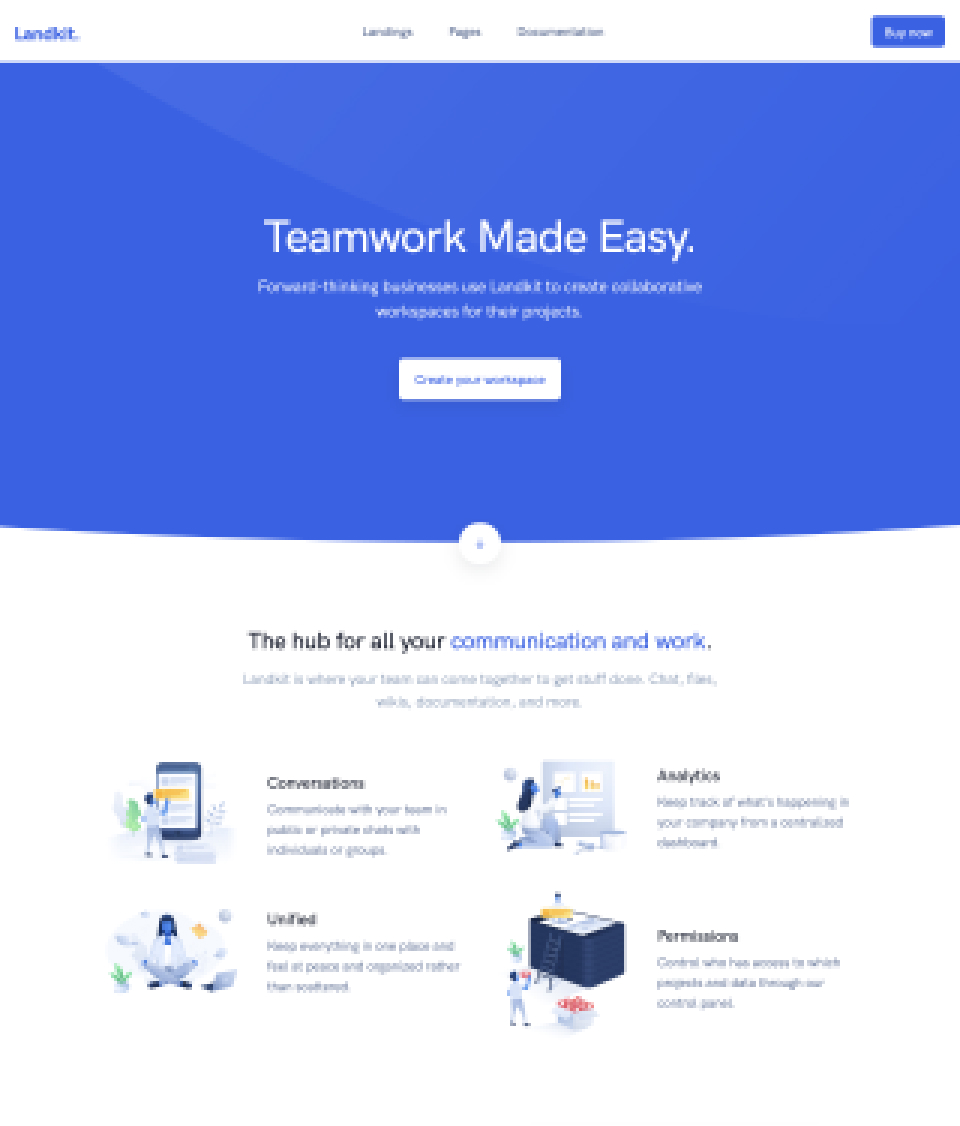 Landkit.
Landings
Pages
Documentation
Buy now
Teamwork Made Easy.
Forward-thinking businesses use Landkit to create collaborative
workspaces for their projects.
Create your workspace
The hub for all your communication and work.
Landkit is where your team can come together to get stuff done. Chat, files,
wikis, documentation, and more.
Conversations
Communicate with your team in
public or private chats with
individuals or groups.
Analytics
Keep track of what's happening in
your company from a centralized
dashboard.
Unified
Keep everything in one place and
feel at peace and organized rather
than scattered.
Permissions
Control who has access to which
projects and data through our
control panel.